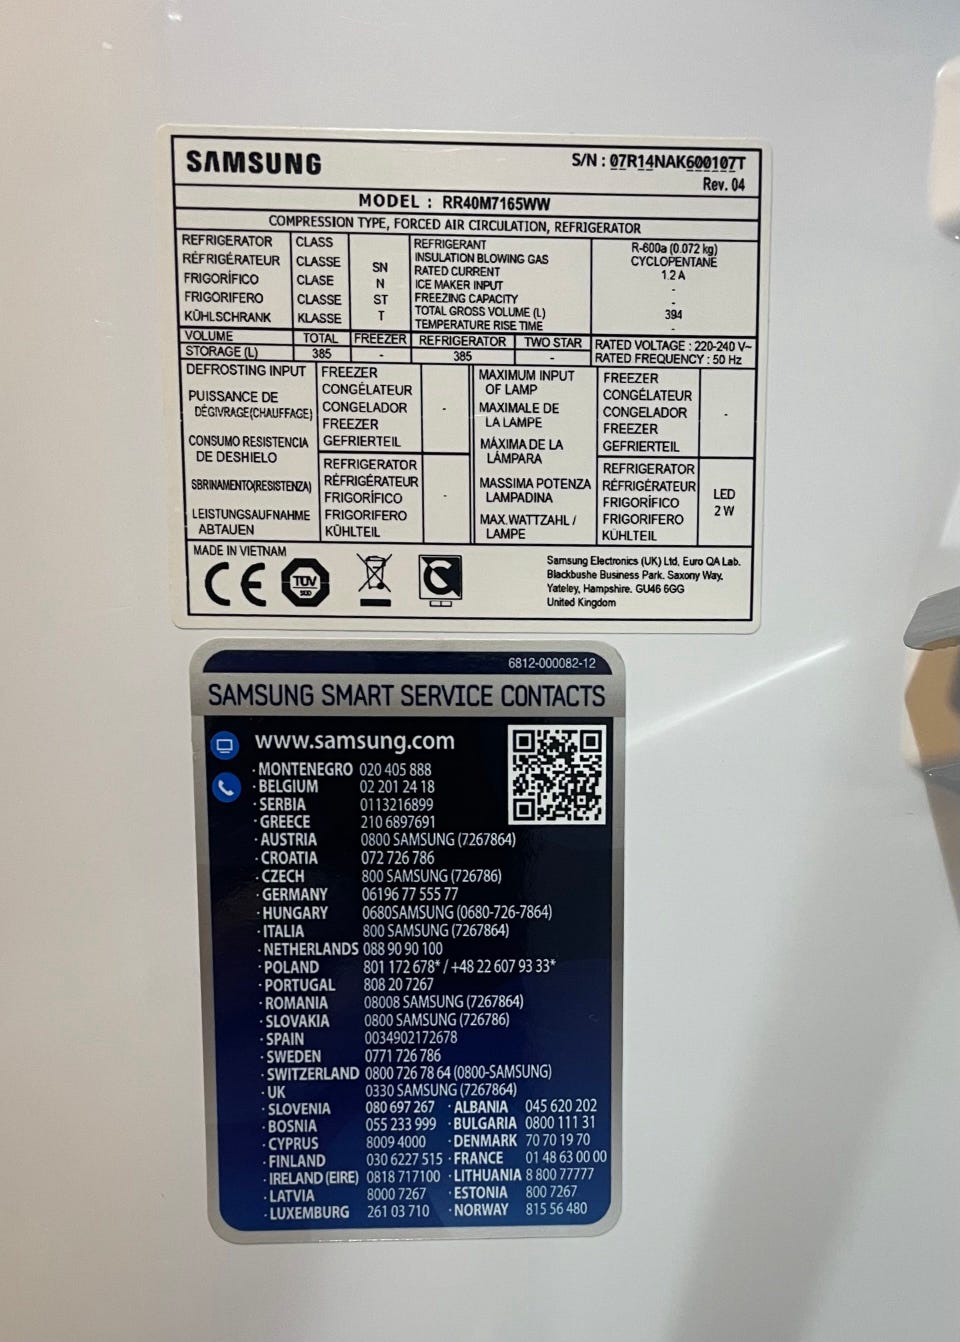 SAMSUNG
S/N : 07R14NAK600107T
Rev. 04
MODEL : RR40M7165WW
COMPRESSION TYPE, FORCED AIR CIRCULATION, REFRIGERATOR
REFRIGERATOR CLASS
RÉFRIGÉRATEUR CLASSE
FRIGORÍFICO CLASE
FRIGORIFERO CLASSE
KÜHLSCHRANK KLASSE
SN
N
ST
T
REFRIGERANT R-600a (0.072 kg)
INSULATION BLOWING GAS CYCLOPENTANE
RATED CURRENT 1.2 A
ICE MAKER INPUT -
FREEZING CAPACITY -
TOTAL GROSS VOLUME (L) 394
TEMPERATURE RISE TIME -
VOLUME TOTAL FREEZER REFRIGERATOR TWO STAR
STORAGE (L) 385 - 385 -
RATED VOLTAGE : 220-240 V~
RATED FREQUENCY : 50 Hz
DEFROSTING INPUT
PUISSANCE DE
DÉGIVRAGE(CHAUFFAGE)
CONSUMO RESISTENCIA
DE DESHIELO
SBRINAMENTO(RESISTENZA)
LEISTUNGSAUFNAHME
ABTAUEN
FREEZER
CONGÉLATEUR
CONGELADOR
FREEZER
GEFRIERTEIL
-
REFRIGERATOR
RÉFRIGÉRATEUR
FRIGORÍFICO
FRIGORIFERO
KÜHLTEIL
-
MAXIMUM INPUT
OF LAMP
MAXIMALE DE
LA LAMPE
MÁXIMA DE LA
LÁMPARA
MASSIMA POTENZA
LAMPADINA
MAX.WATTZAHL /
LAMPE
FREEZER
CONGÉLATEUR
CONGELADOR
FREEZER
GEFRIERTEIL
-
REFRIGERATOR
RÉFRIGÉRATEUR
FRIGORÍFICO
FRIGORIFERO
KÜHLTEIL
LED
2 W
MADE IN VIETNAM
CE
TÜV
SÜD
Samsung Electronics (UK) Ltd, Euro QA Lab.
Blackbushe Business Park. Saxony Way,
Yateley, Hampshire. GU46 6GG
United Kingdom
6812-000082-12
SAMSUNG SMART SERVICE CONTACTS
www.samsung.com
· MONTENEGRO 020 405 888
· BELGIUM 02 201 24 18
· SERBIA 0113216899
· GREECE 210 6897691
· AUSTRIA 0800 SAMSUNG (7267864)
· CROATIA 072 726 786
· CZECH 800 SAMSUNG (726786)
· GERMANY 06196 77 555 77
· HUNGARY 0680SAMSUNG (0680-726-7864)
· ITALIA 800 SAMSUNG (7267864)
· NETHERLANDS 088 90 90 100
· POLAND 801 172 678* / +48 22 607 93 33*
· PORTUGAL 808 20 7267
· ROMANIA 08008 SAMSUNG (7267864)
· SLOVAKIA 0800 SAMSUNG (726786)
· SPAIN 0034902172678
· SWEDEN 0771 726 786
· SWITZERLAND 0800 726 78 64 (0800-SAMSUNG)
· UK 0330 SAMSUNG (7267864)
· SLOVENIA 080 697 267 · ALBANIA 045 620 202
· BOSNIA 055 233 999 · BULGARIA 0800 111 31
· CYPRUS 8009 4000 · DENMARK 70 70 19 70
· FINLAND 030 6227 515 · FRANCE 01 48 63 00 00
· IRELAND (EIRE) 0818 717100 · LITHUANIA 8 800 77777
· LATVIA 8000 7267 · ESTONIA 800 7267
· LUXEMBURG 261 03 710 · NORWAY 815 56 480